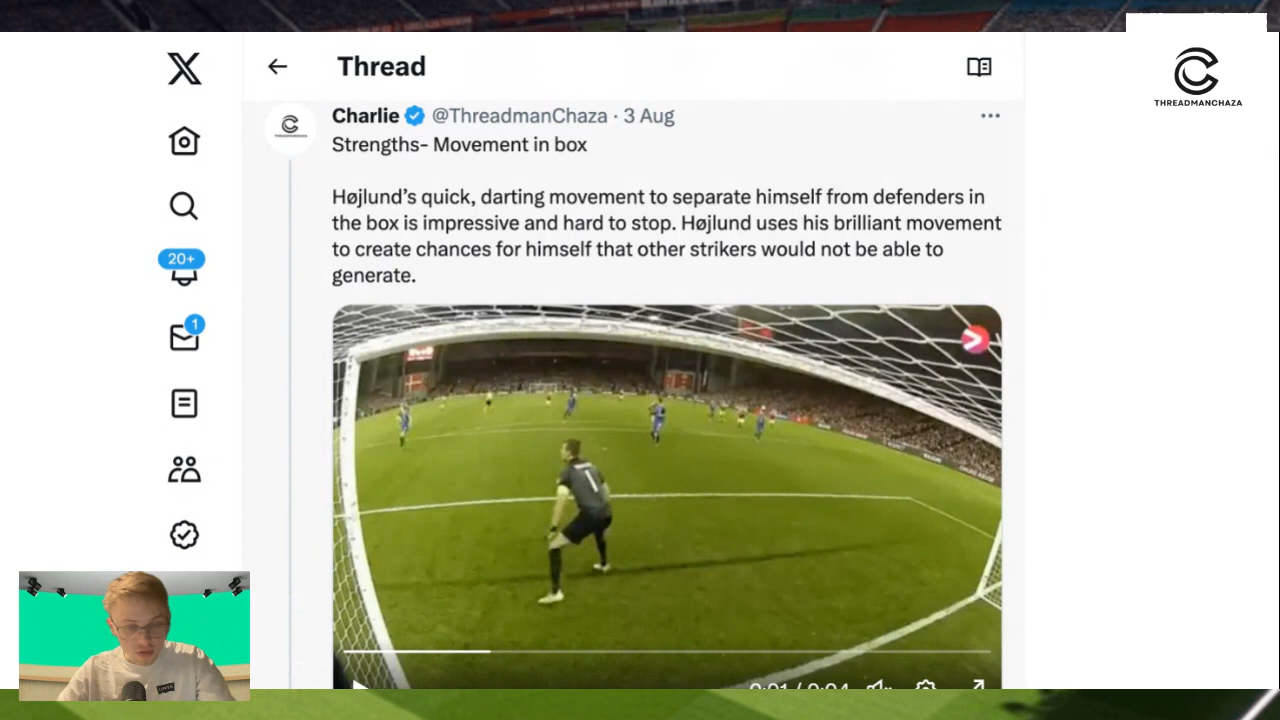 Thread
THREADMANCHAZA
Charlie @ThreadmanChaza · 3 Aug
Strengths- Movement in box
Højlund’s quick, darting movement to separate himself from defenders in
the box is impressive and hard to stop. Højlund uses his brilliant movement
to create chances for himself that other strikers would not be able to
generate.
20+
1
1